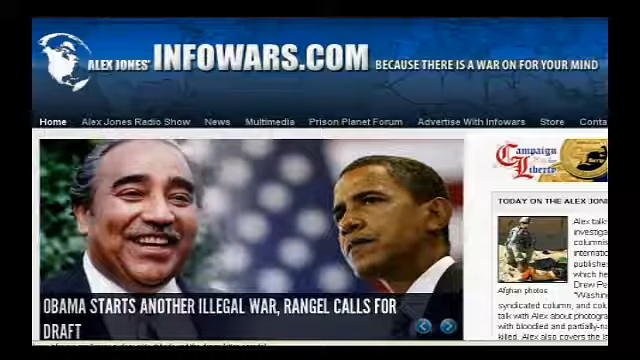 ALEX JONES' INFOWARS.COM BECAUSE THERE IS A WAR ON FOR YOUR MIND
Home Alex Jones Radio Show News Multimedia Prison Planet Forum Advertise With Infowars Store Conta
Campaign
Liberty
TODAY ON THE ALEX JON
Alex talk
investiga
columnis
internatio
publishe
which he
Drew Pe
"Washin
Afghan photos
syndicated column, and colu
talk with Alex about photogra
with bloodied and partially-na
killed. Alex also covers the la
OBAMA STARTS ANOTHER ILLEGAL WAR, RANGEL CALLS FOR
DRAFT